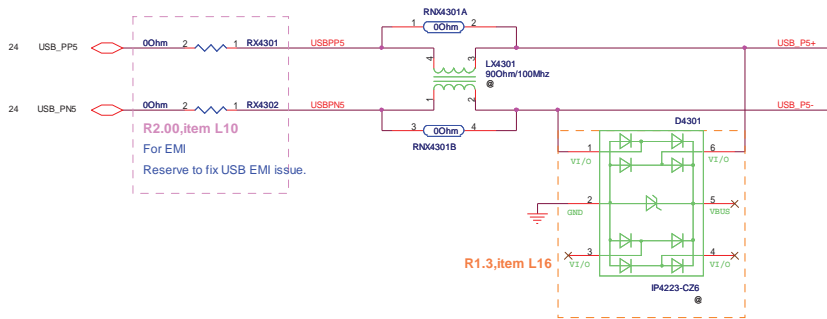 RNX4301A
1 0Ohm 2
24 USB_PP5 0Ohm 2 1 RX4301 USBPP5 USB_P5+
4 3
LX4301
90Ohm/100Mhz
@
1 2
24 USB_PN5 0Ohm 2 1 RX4302 USBPN5 USB_P5-
3 0Ohm 4
RNX4301B
R2.00,item L10
For EMI
Reserve to fix USB EMI issue.
D4301
1 6
VI/O VI/O
2 5
GND VBUS
3 4
VI/O VI/O
R1.3,item L16
IP4223-CZ6
@